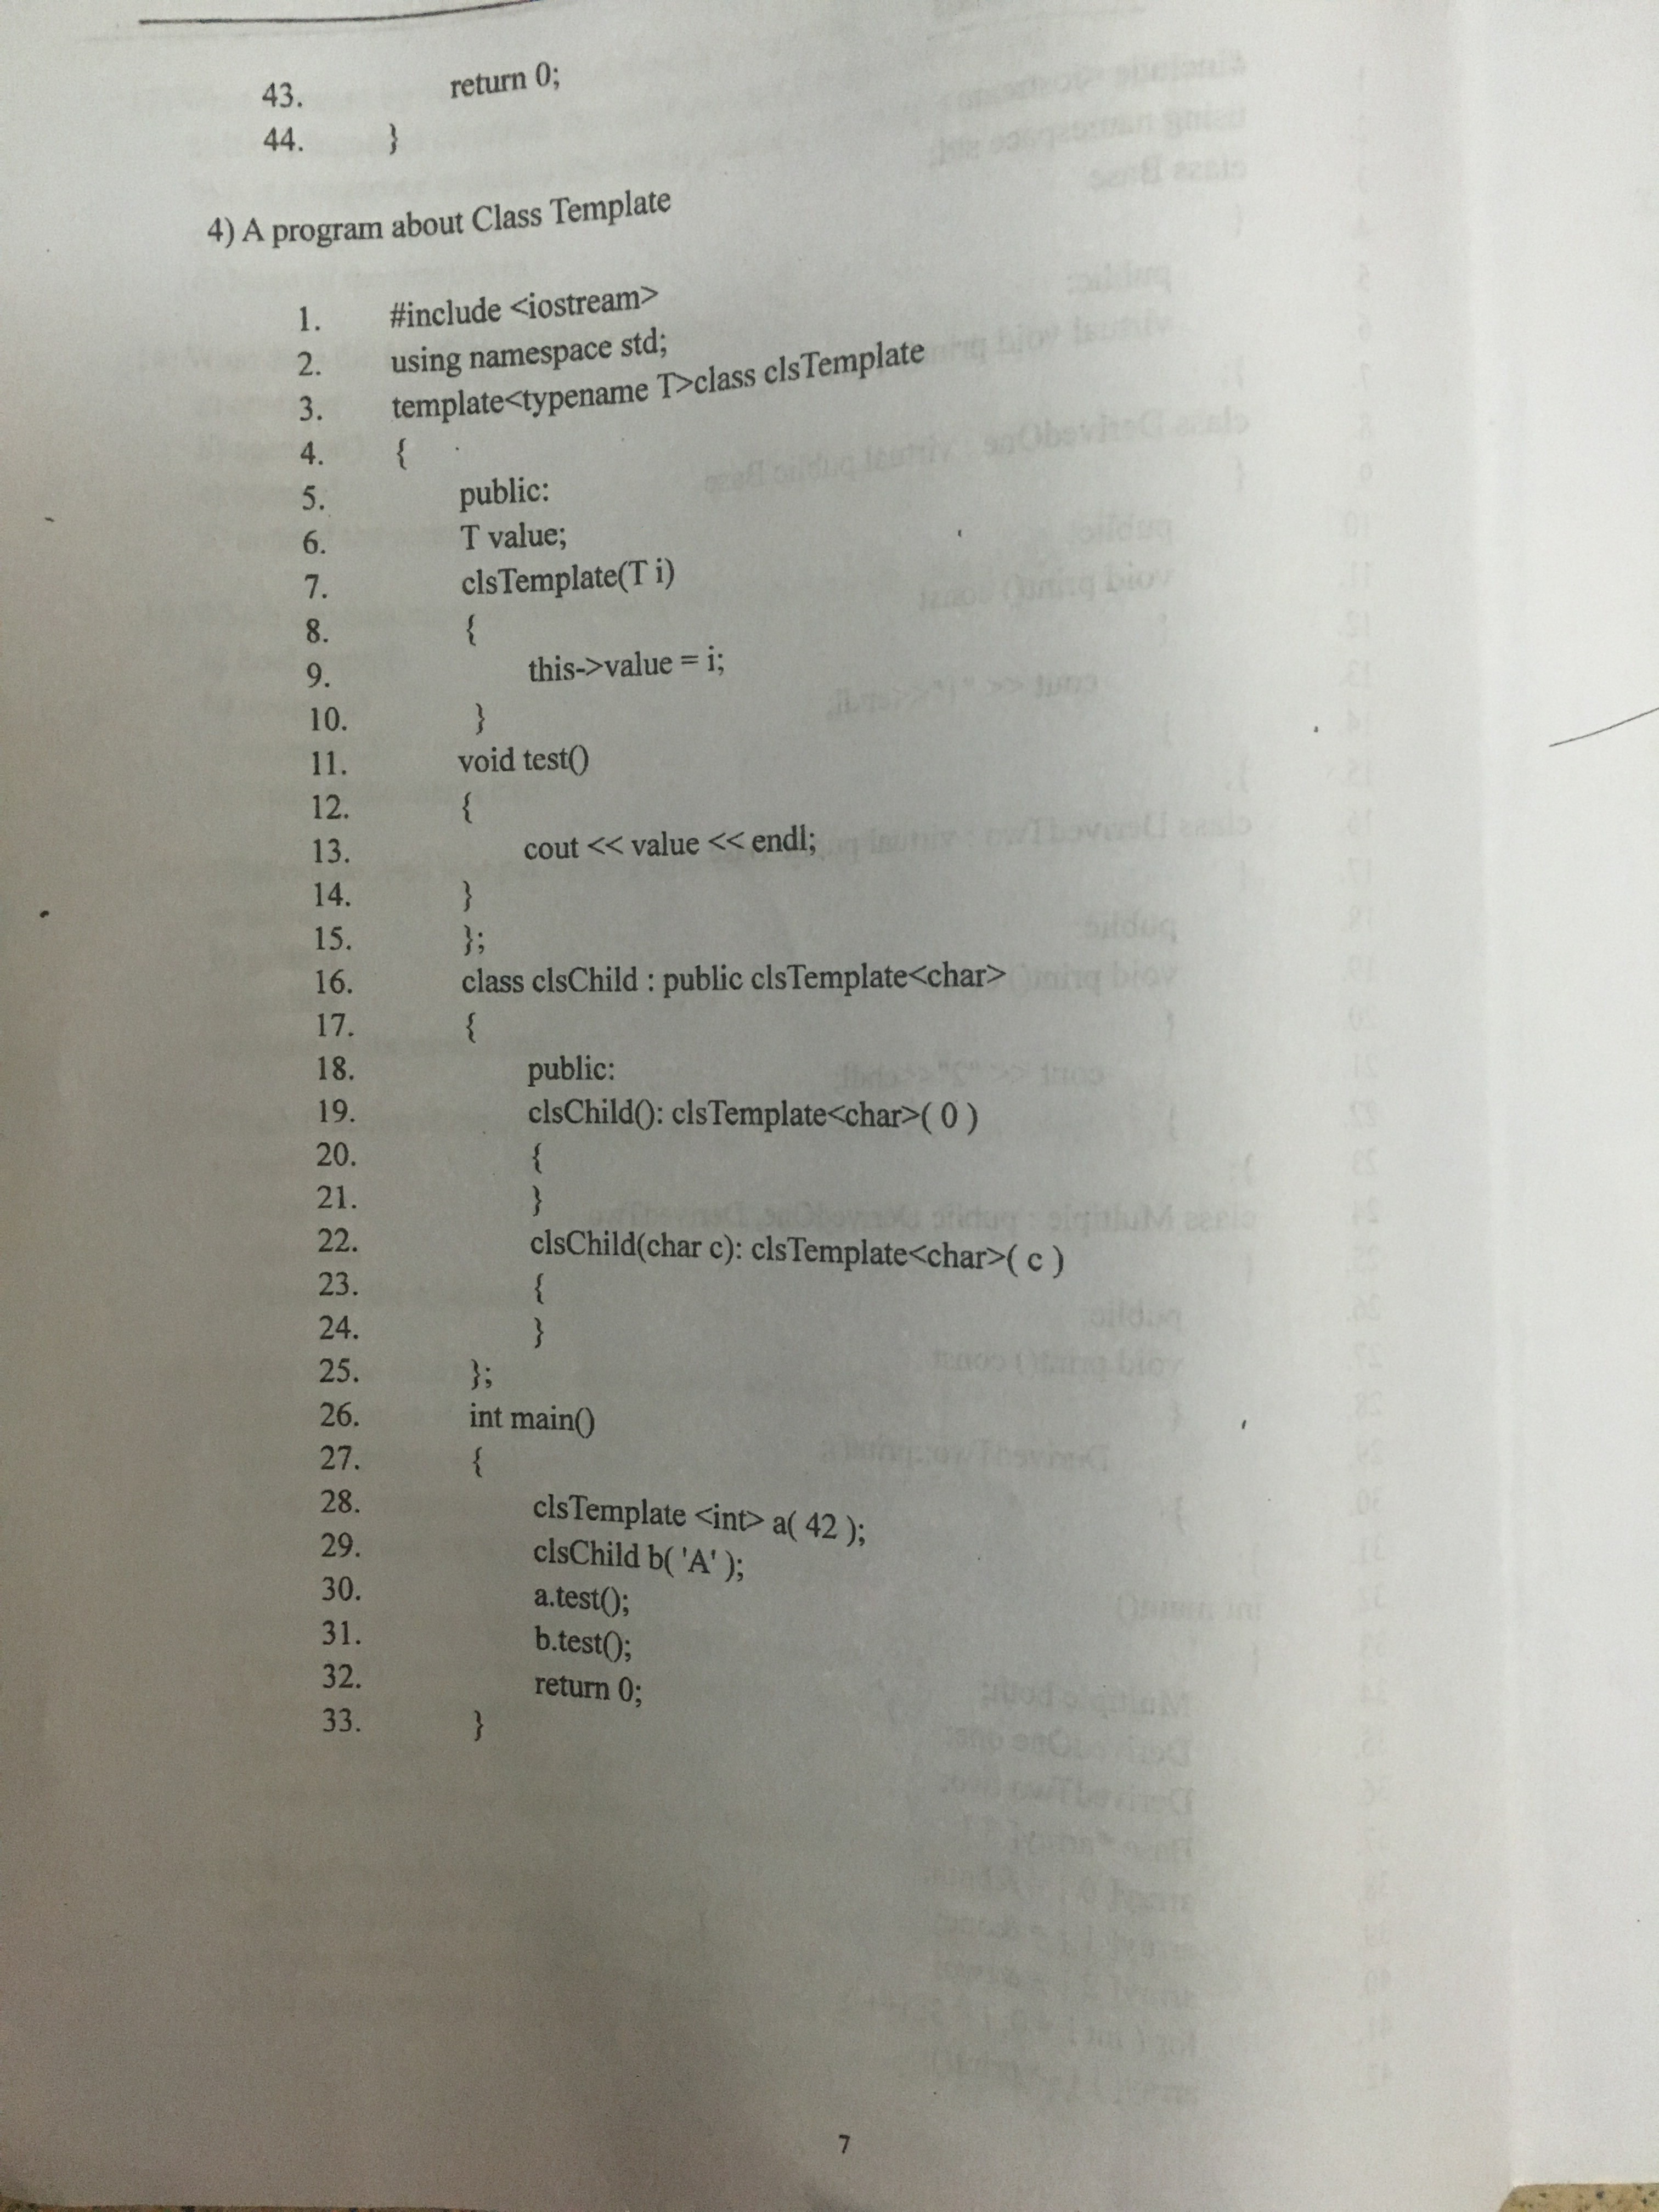 43. return 0;
44. }
4) A program about Class Template
1. #include <iostream>
2. using namespace std;
3. template<typename T>class clsTemplate
4. {
5. public:
6. T value;
7. clsTemplate(T i)
8. {
9. this->value = i;
10. }
11. void test()
12. {
13. cout << value << endl;
14. }
15. };
16. class clsChild : public clsTemplate<char>
17. {
18. public:
19. clsChild(): clsTemplate<char>( 0 )
20. {
21. }
22. clsChild(char c): clsTemplate<char>( c )
23. {
24. }
25. };
26. int main()
27. {
28. clsTemplate <int> a( 42 );
29. clsChild b( 'A' );
30. a.test();
31. b.test();
32. return 0;
33. }
7